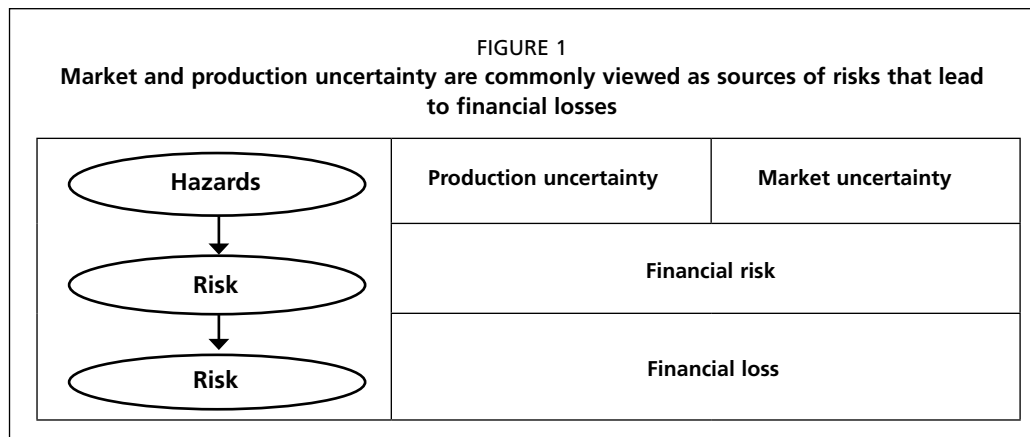 FIGURE 1
Market and production uncertainty are commonly viewed as sources of risks that lead
to financial losses
Hazards
Production uncertainty
Market uncertainty
Risk
Financial risk
Risk
Financial loss